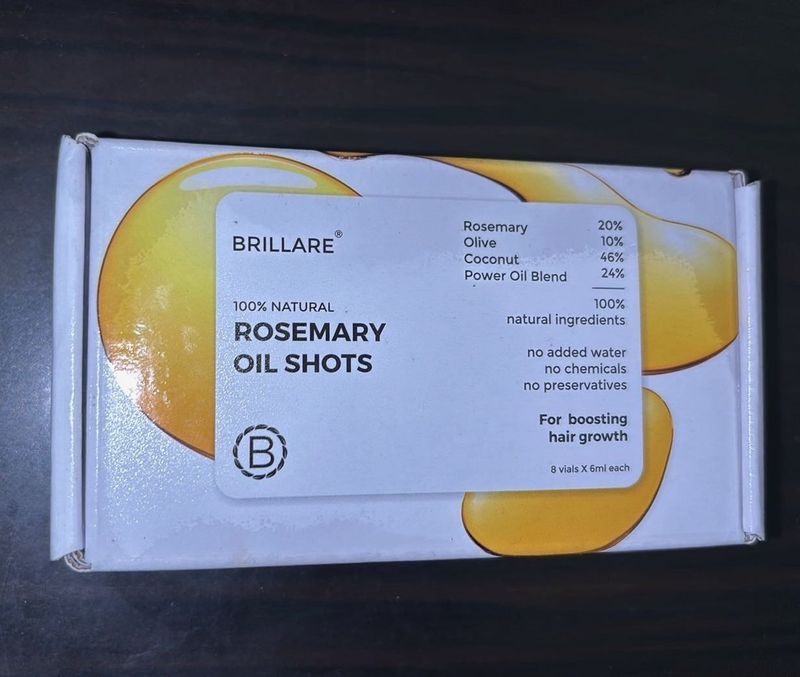 BRILLARE®
100% NATURAL
ROSEMARY
OIL SHOTS
B
Rosemary 20%
Olive 10%
Coconut 46%
Power Oil Blend 24%
100%
natural ingredients
no added water
no chemicals
no preservatives
For boosting
hair growth
8 vials X 6ml each